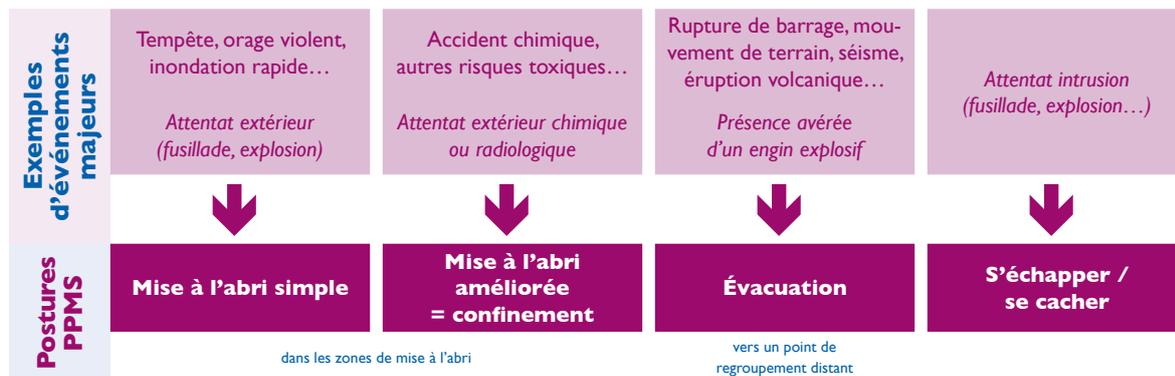 Exemples
d’événements
majeurs
Tempête, orage violent,
inondation rapide…
Attentat extérieur
(fusillade, explosion)
Accident chimique,
autres risques toxiques…
Attentat extérieur chimique
ou radiologique
Rupture de barrage, mou-
vement de terrain, séisme,
éruption volcanique…
Présence avérée
d’un engin explosif
Attentat intrusion
(fusillade, explosion…)
Postures
PPMS
Mise à l’abri simple
Mise à l’abri
améliorée
= confinement
Évacuation
S’échapper /
se cacher
dans les zones de mise à l’abri
vers un point de
regroupement distant